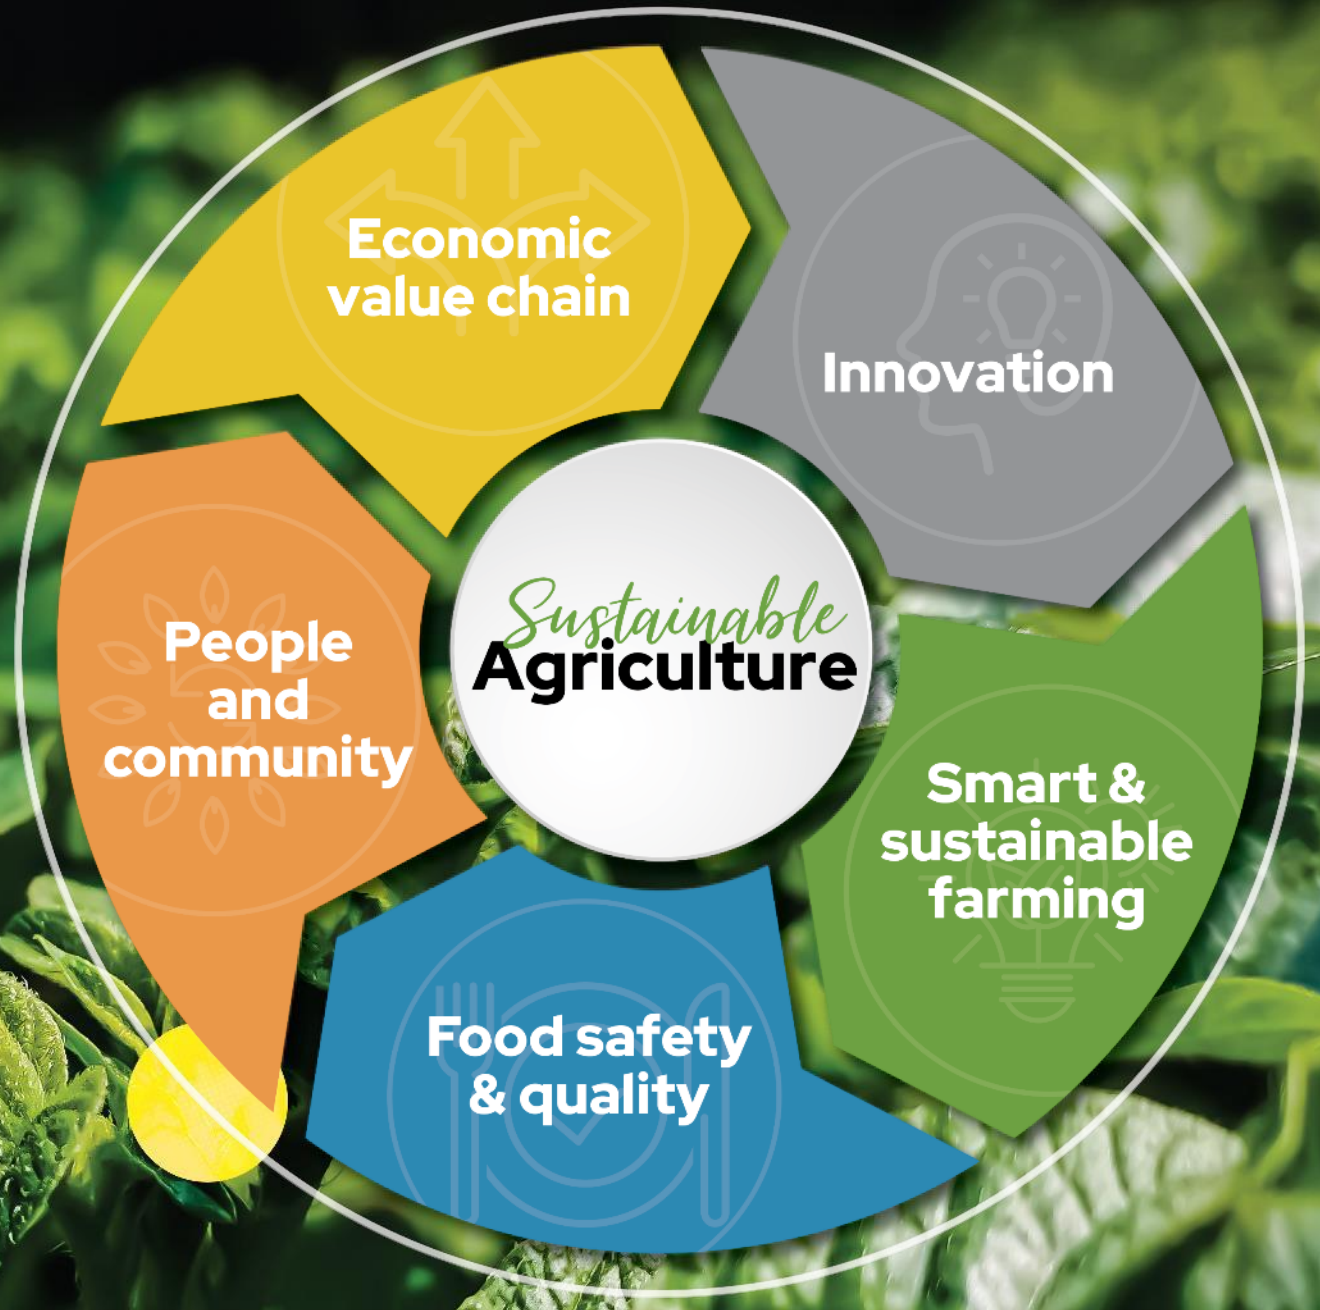 Economic
value chain
Innovation
Sustainable
Agriculture
People
and
community
Smart &
sustainable
farming
Food safety
& quality